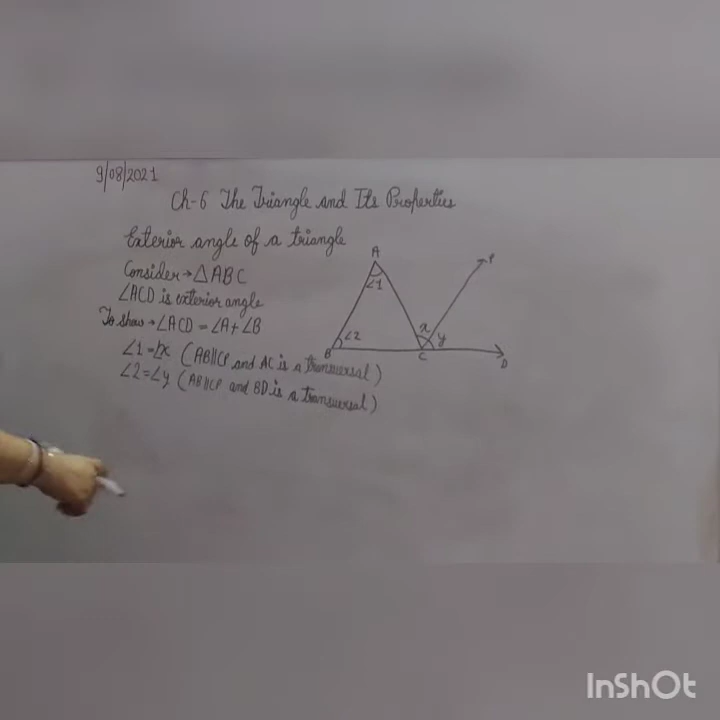 9/08/2021
Ch-6 The Triangle and Its Properties
Exterior angle of a triangle
Consider → △ABC
∠ACD is exterior angle
To show → ∠ACD = ∠A + ∠B
∠1 = ∠x (AB||CP and AC is a transversal)
∠2 = ∠y (AB||CP and BD is a transversal)
A
P
∠1
x
y
∠2
B
C
D
InShOt